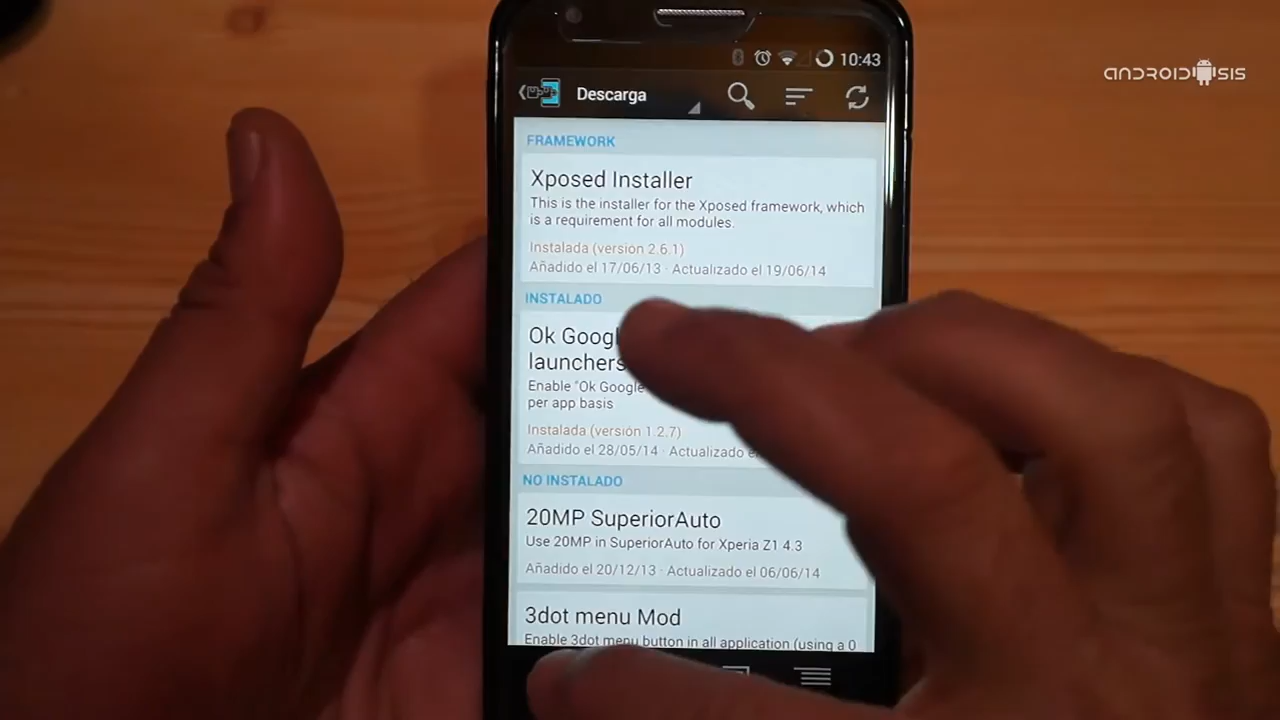 10:43
ANDROIDSIS
Descarga
FRAMEWORK
Xposed Installer
This is the installer for the Xposed framework, which
is a requirement for all modules.
Instalada (versión 2.6.1)
Añadido el 17/06/13 · Actualizado el 19/06/14
INSTALADO
Ok
launchers
Enable "Ok Google
per app basis
Instalada (versión 1.2.7)
Añadido el 28/05/14 · Actualizado
NO INSTALADO
20MP SuperiorAuto
Use 20MP in SuperiorAuto for Xperia Z1 4.3
Añadido el 20/12/13 · Actualizado el 06/06/14
3dot menu Mod
Enable 3dot menu button in all application (using a 0